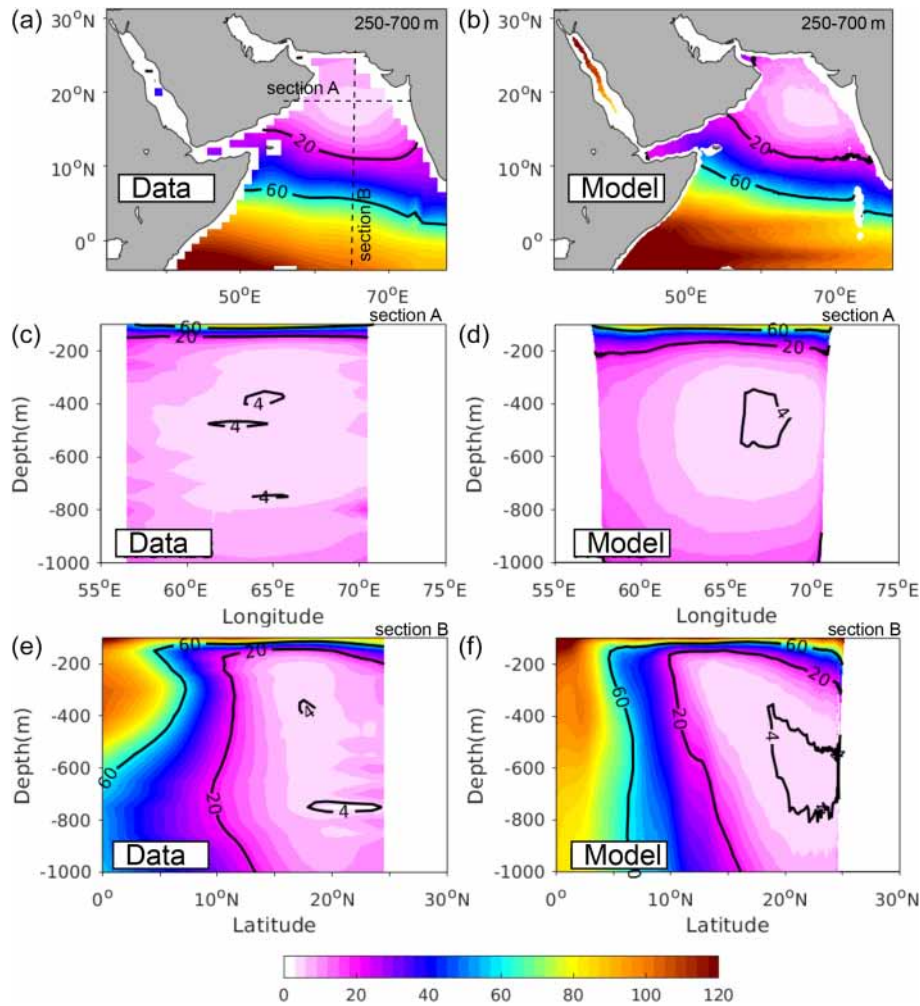 (a)
250-700 m
30°N
20°N
10°N
0°
50°E
70°E
section A
section B
20
60
Data
(b)
250-700 m
30°N
20°N
10°N
0°
50°E
70°E
20
60
Model
(c)
section A
-200
-400
-600
-800
-1000
Depth(m)
60
20
4
4
4
Data
55°E
60°E
65°E
70°E
75°E
Longitude
(d)
section A
-200
-400
-600
-800
-1000
Depth(m)
60
20
4
Model
55°E
60°E
65°E
70°E
75°E
Longitude
(e)
section B
-200
-400
-600
-800
-1000
Depth(m)
60
20
4
60
20
4
Data
0°
10°N
20°N
30°N
Latitude
(f)
section B
-200
-400
-600
-800
-1000
Depth(m)
60
20
60
20
4
Model
0°
10°N
20°N
30°N
Latitude
0
20
40
60
80
100
120